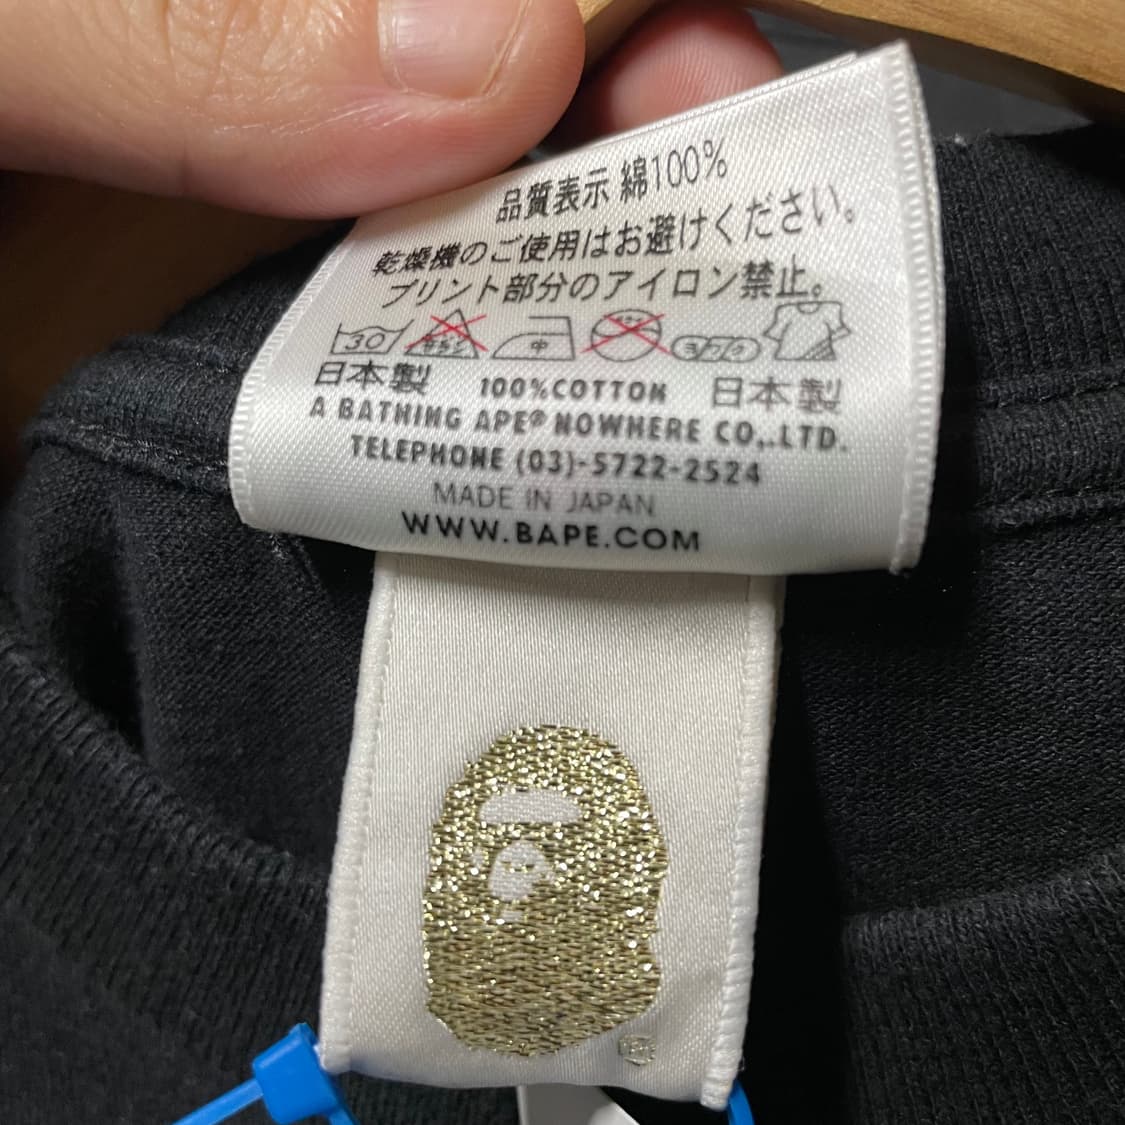 品質表示 綿100%
乾燥機のご使用はお避けください。
プリント部分のアイロン禁止。
30 中
日本製 100%COTTON 日本製
A BATHING APE® NOWHERE CO,.LTD.
TELEPHONE (03)-5722-2524
MADE IN JAPAN
WWW.BAPE.COM